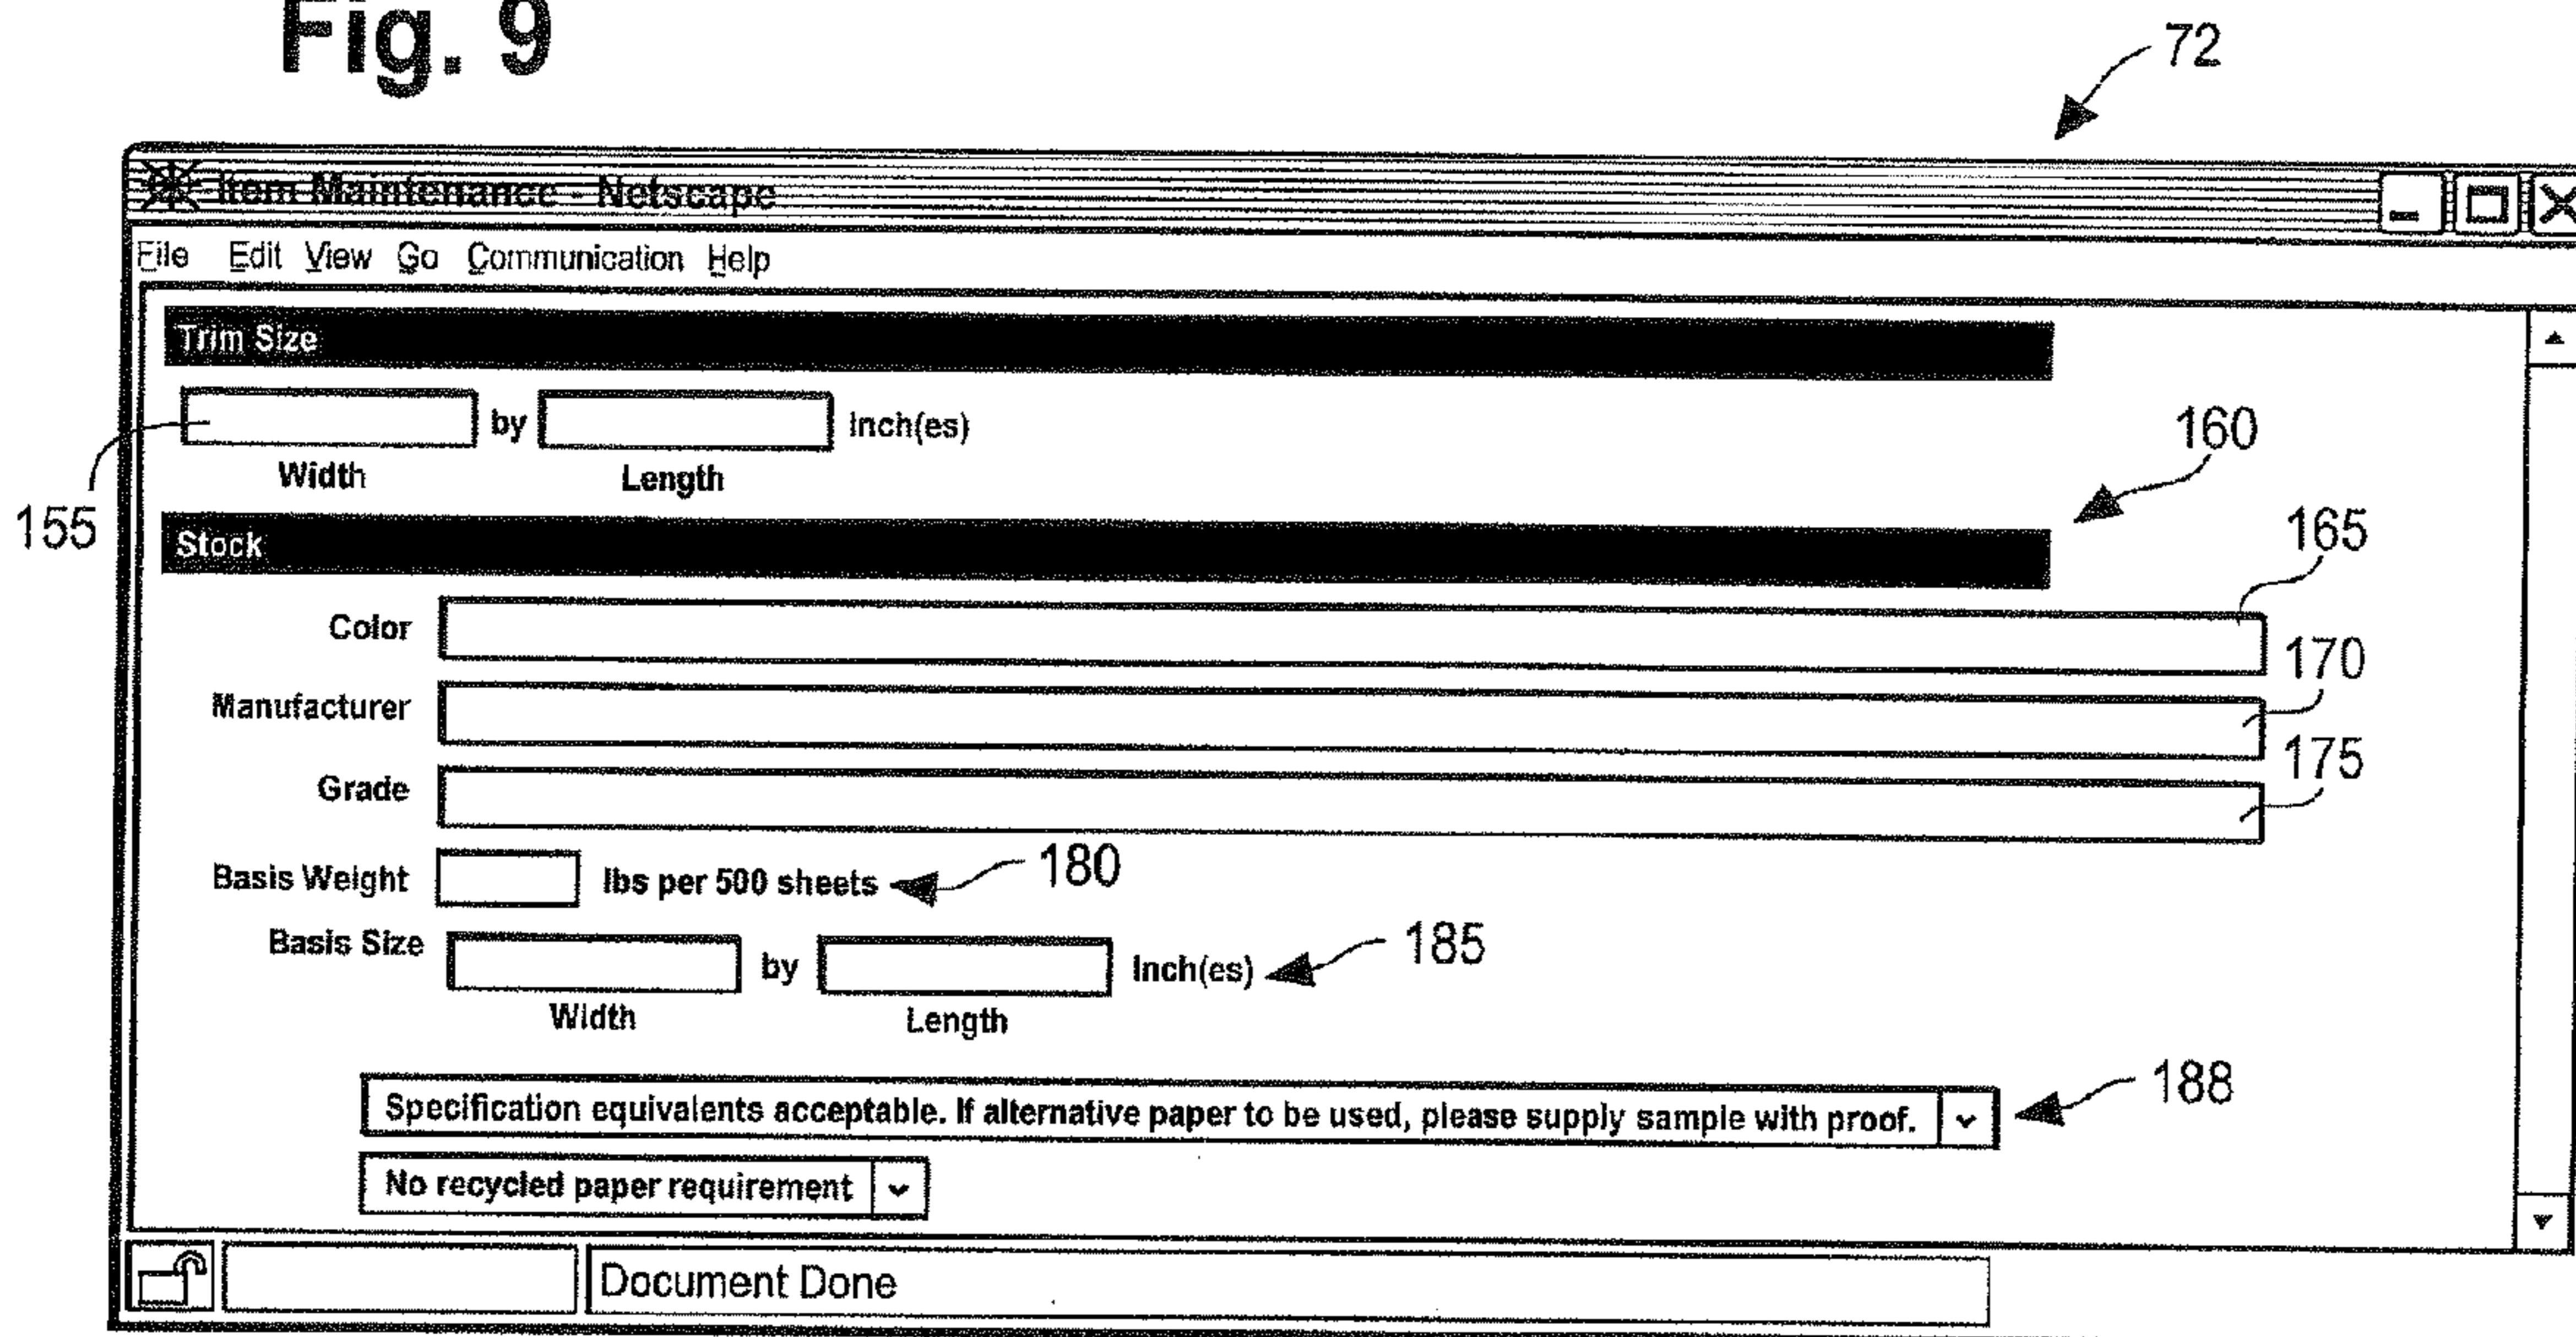 Fig. 9
72
Item Maintenance - Netscape
File Edit View Go Communication Help
Trim Size
by Inch(es)
Width Length
155
160
Stock
165
Color
170
Manufacturer
175
Grade
Basis Weight lbs per 500 sheets 180
Basis Size by Inch(es) 185
Width Length
Specification equivalents acceptable. If alternative paper to be used, please supply sample with proof. 188
No recycled paper requirement
Document Done